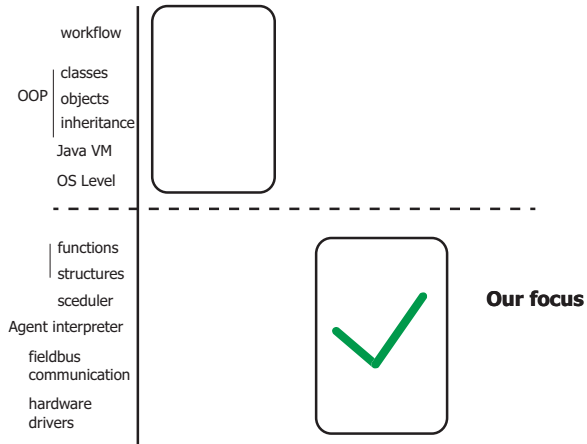 workflow
classes
OOP
objects
inheritance
Java VM
OS Level
functions
structures
sceduler
Our focus
Agent interpreter
fieldbus
communication
hardware
drivers